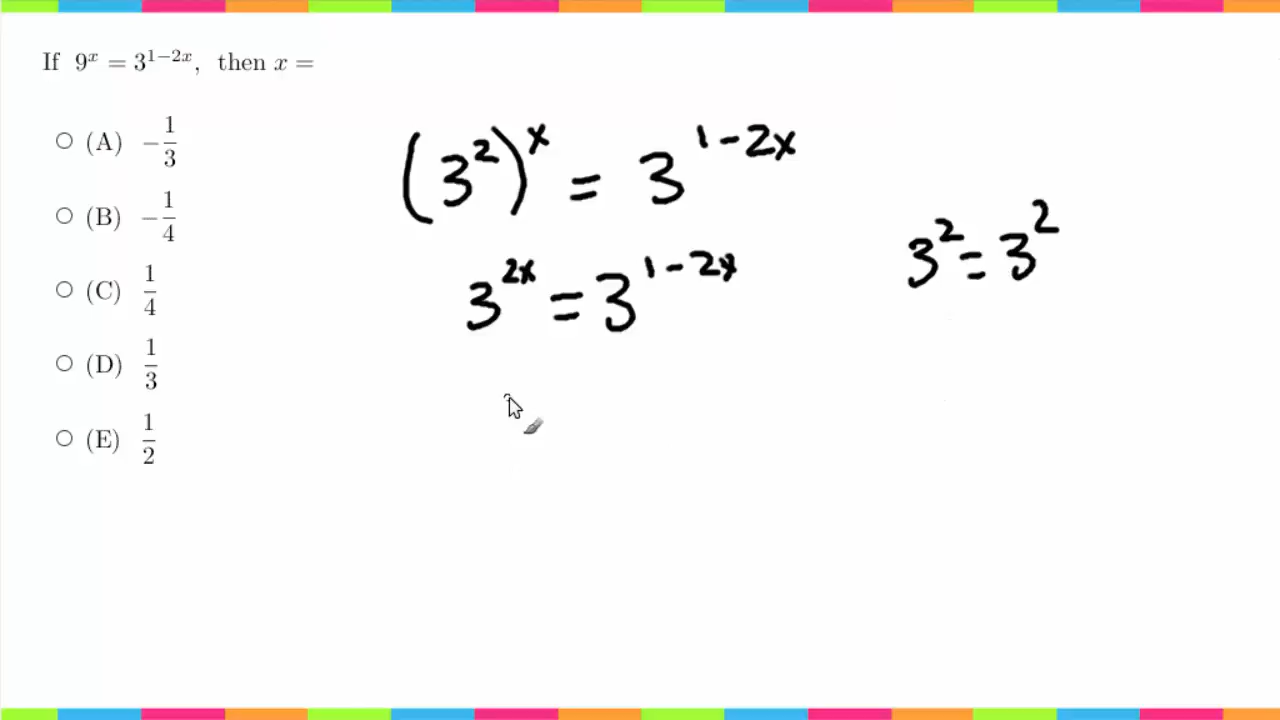 If 9^x = 3^{1−2x}, then x =
(A) −1/3
(B) −1/4
(C) 1/4
(D) 1/3
(E) 1/2
(3^2)^x = 3^{1-2x}
3^{2x} = 3^{1-2x}
3^2 = 3^2